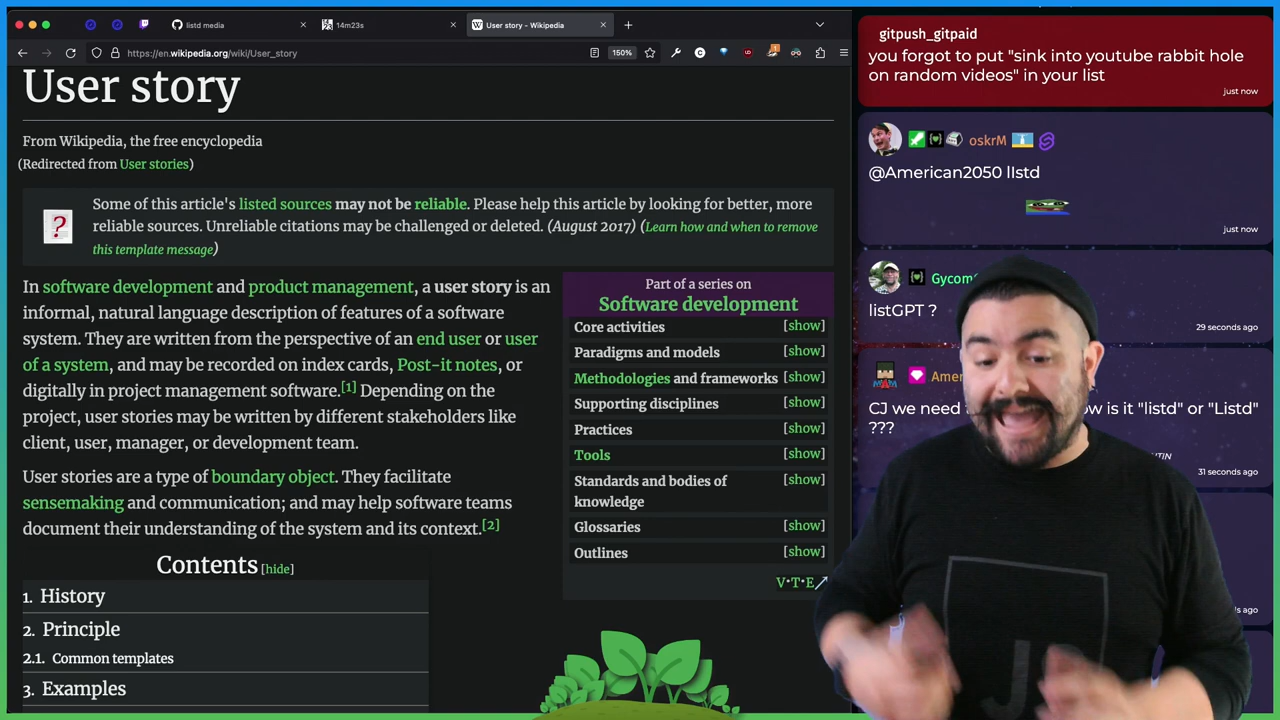 listd media
14m23s
User story - Wikipedia
https://en.wikipedia.org/wiki/User_story
150%
User story
From Wikipedia, the free encyclopedia
(Redirected from User stories)
Some of this article's listed sources may not be reliable. Please help this article by looking for better, more
reliable sources. Unreliable citations may be challenged or deleted. (August 2017) (Learn how and when to remove
this template message)
In software development and product management, a user story is an
informal, natural language description of features of a software
system. They are written from the perspective of an end user or user
of a system, and may be recorded on index cards, Post-it notes, or
digitally in project management software.[1] Depending on the
project, user stories may be written by different stakeholders like
client, user, manager, or development team.
User stories are a type of boundary object. They facilitate
sensemaking and communication; and may help software teams
document their understanding of the system and its context.[2]
Contents [hide]
1. History
2. Principle
2.1. Common templates
3. Examples
Part of a series on
Software development
Core activities [show]
Paradigms and models [show]
Methodologies and frameworks [show]
Supporting disciplines [show]
Practices [show]
Tools [show]
Standards and bodies of [show]
knowledge
Glossaries [show]
Outlines [show]
V·T·E
gitpush_gitpaid
you forgot to put "sink into youtube rabbit hole
on random videos" in your list
just now
oskrM
@American2050 lIstd
just now
Gycom
listGPT ?
29 seconds ago
Amer
CJ we need ow is it "listd" or "Listd"
???
31 seconds ago
ds ago
J